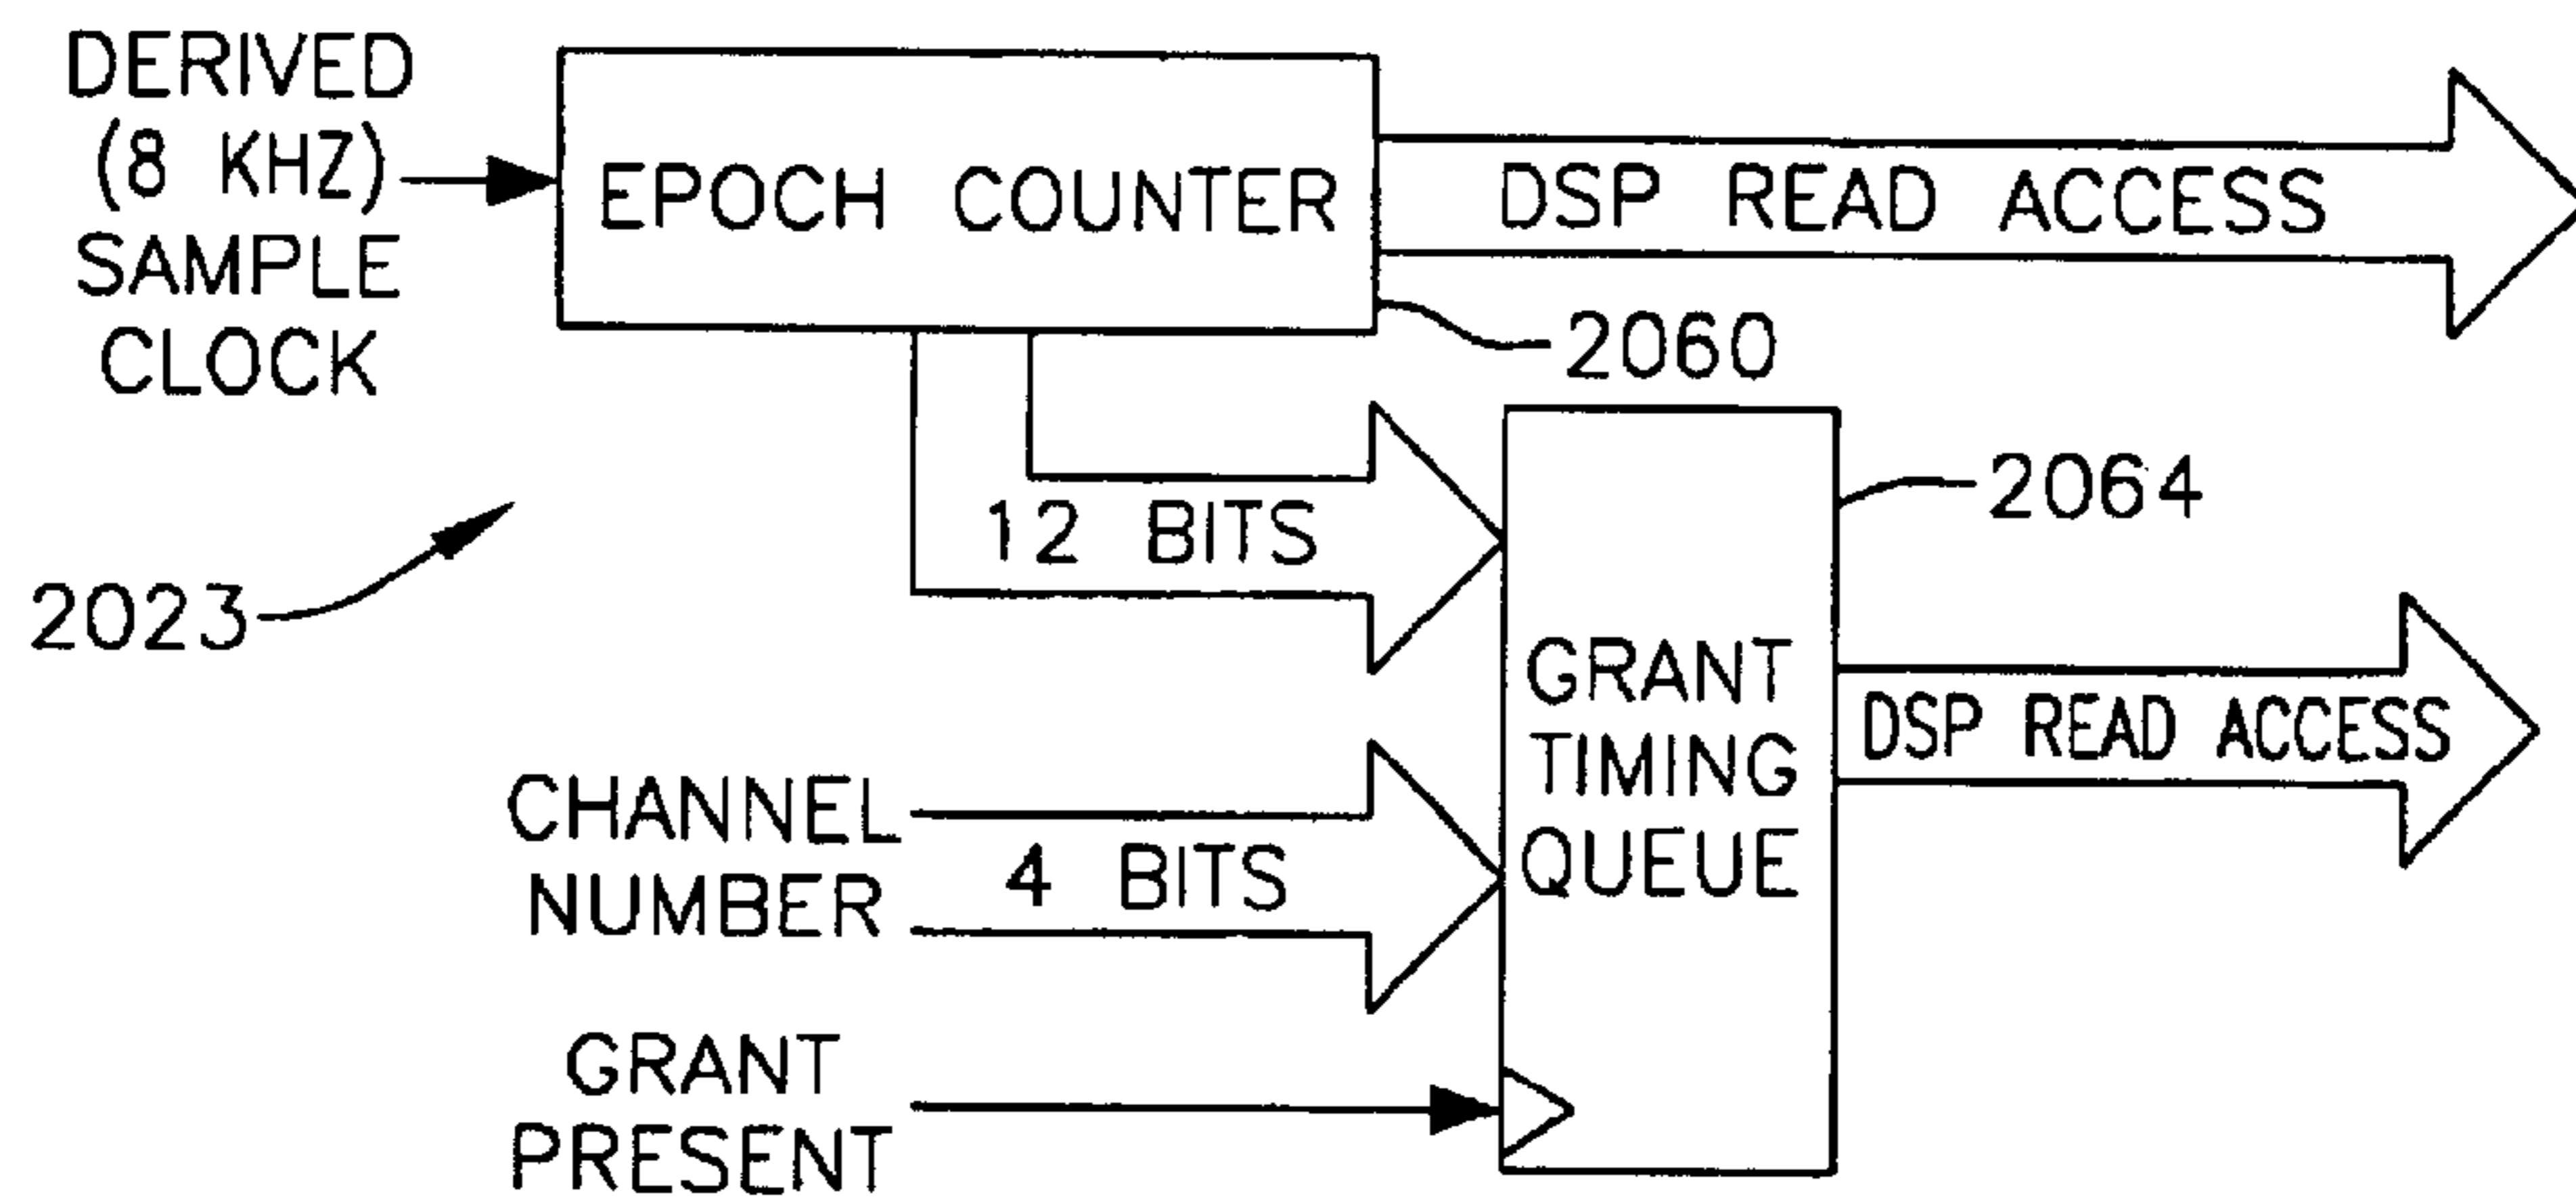 DERIVED
(8 KHZ)
SAMPLE
CLOCK
EPOCH COUNTER
DSP READ ACCESS
2060
12 BITS
2064
2023
GRANT
TIMING
QUEUE
DSP READ ACCESS
CHANNEL
NUMBER
4 BITS
GRANT
PRESENT